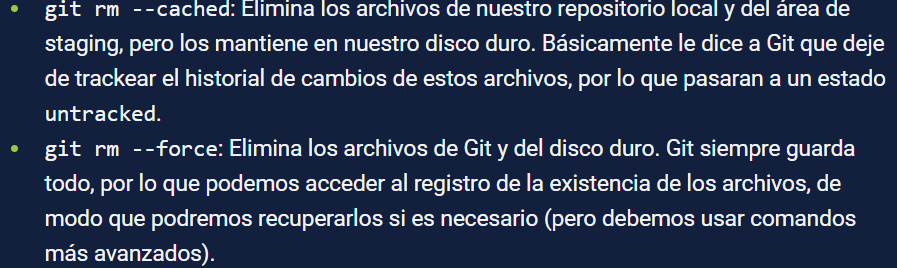 • git rm --cached: Elimina los archivos de nuestro repositorio local y del área de
staging, pero los mantiene en nuestro disco duro. Básicamente le dice a Git que deje
de trackear el historial de cambios de estos archivos, por lo que pasaran a un estado
untracked.
• git rm --force: Elimina los archivos de Git y del disco duro. Git siempre guarda
todo, por lo que podemos acceder al registro de la existencia de los archivos, de
modo que podremos recuperarlos si es necesario (pero debemos usar comandos
más avanzados).